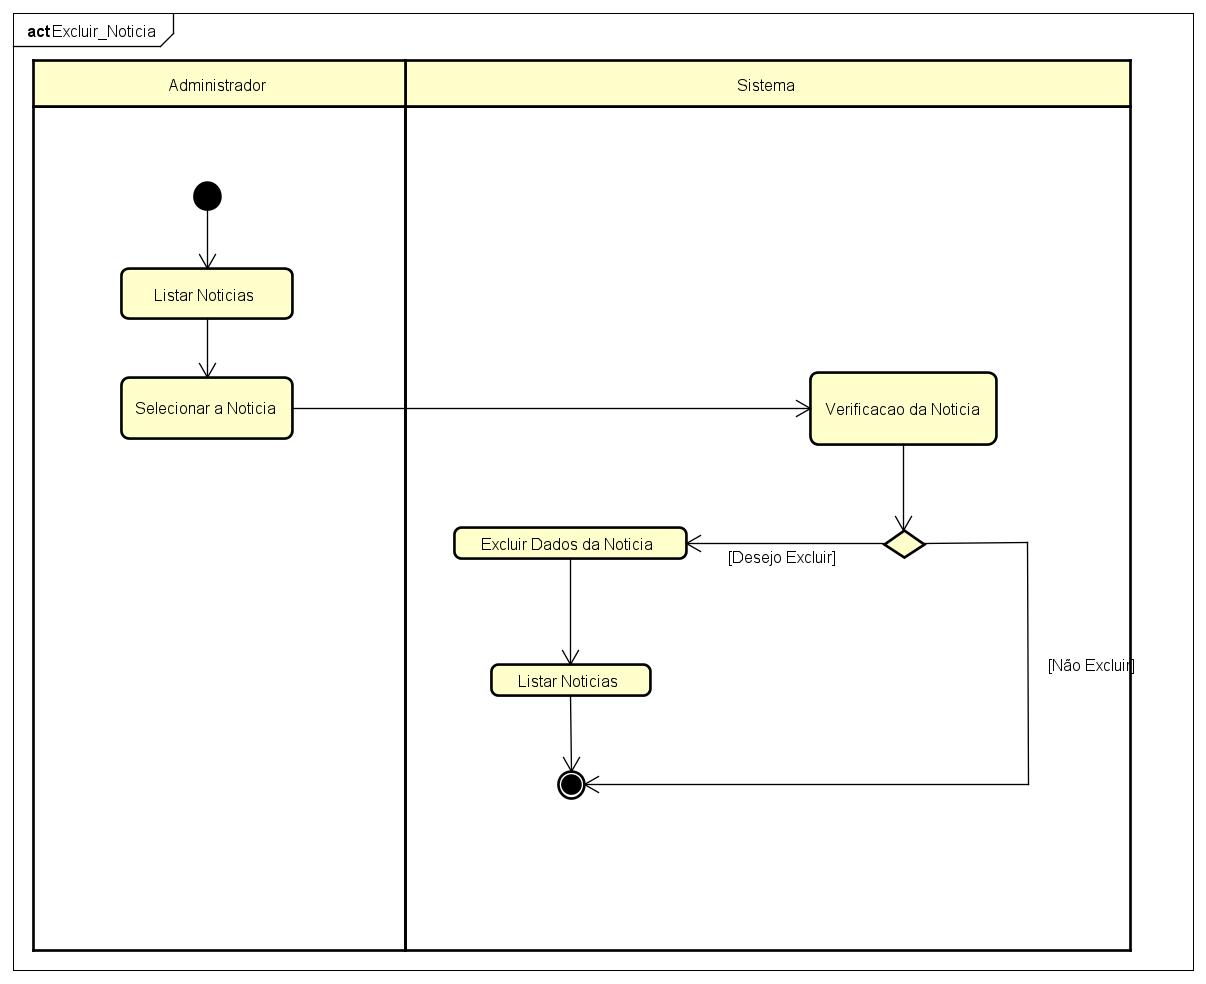 act Excluir_Noticia
Administrador
Sistema
Listar Noticias
Selecionar a Noticia
Verificacao da Noticia
Excluir Dados da Noticia
[Desejo Excluir]
[Não Excluir]
Listar Noticias